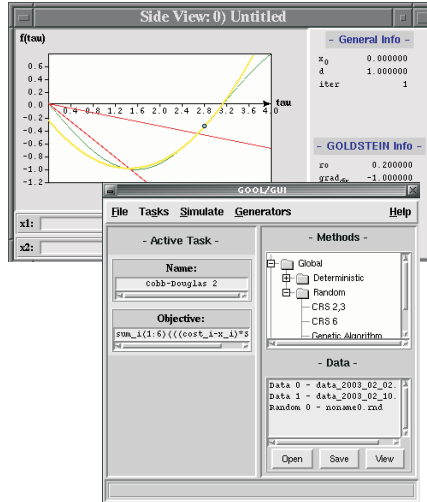 Side View: 0) Untitled
f(tau)
0.6
0.4
0.2
0.0
-0.2
-0.4
-0.6
-0.8
-1.0
-1.2
0.4 0.8 1.2 1.6 2.0 2.4 2.8 3.2 3.6 4.0
tau
x1:
x2:
- General Info -
x0 0.000000
d 1.000000
iter 1
- GOLDSTEIN Info -
ro 0.200000
grad_dir -1.000000
GOOL/GUI
File Tasks Simulate Generators Help
- Active Task -
Name:
Cobb-Douglas 2
Objective:
sum_i(1:6)(((cost_i-x_i)*S
- Methods -
Global
Deterministic
Random
CRS 2,3
CRS 6
Genetic Algorithm
- Data -
Data 0 - data_2003_02_02.
Data 1 - data_2003_02_10.
Random 0 - noname0.rnd
Open Save View